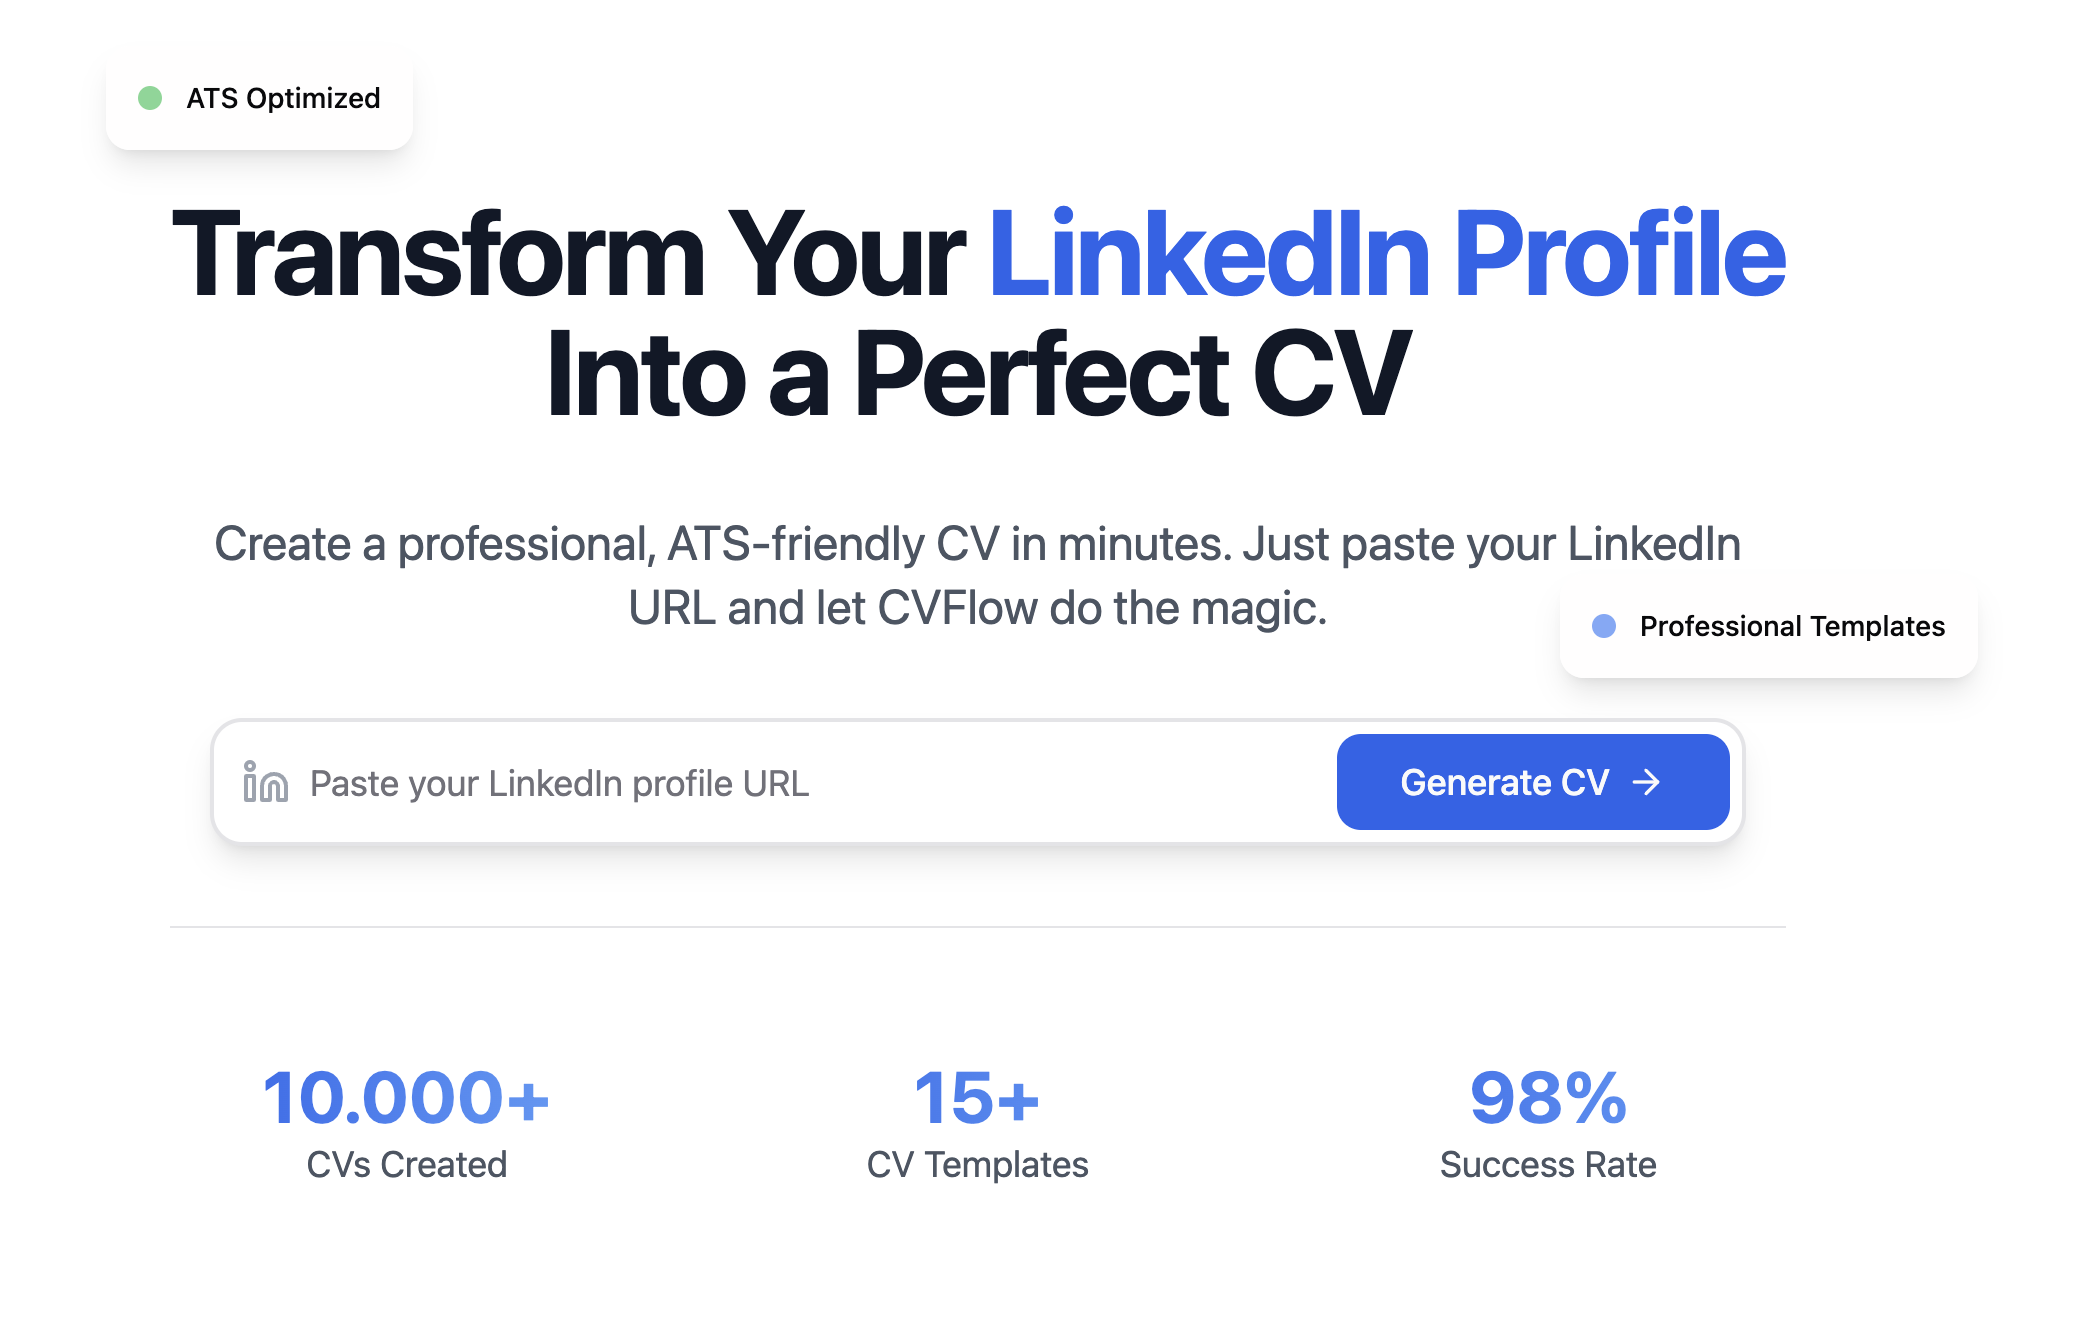 ATS Optimized
Transform Your LinkedIn Profile
Into a Perfect CV
Create a professional, ATS-friendly CV in minutes. Just paste your LinkedIn
URL and let CVFlow do the magic.
Professional Templates
in Paste your LinkedIn profile URL
Generate CV →
10.000+
CVs Created
15+
CV Templates
98%
Success Rate